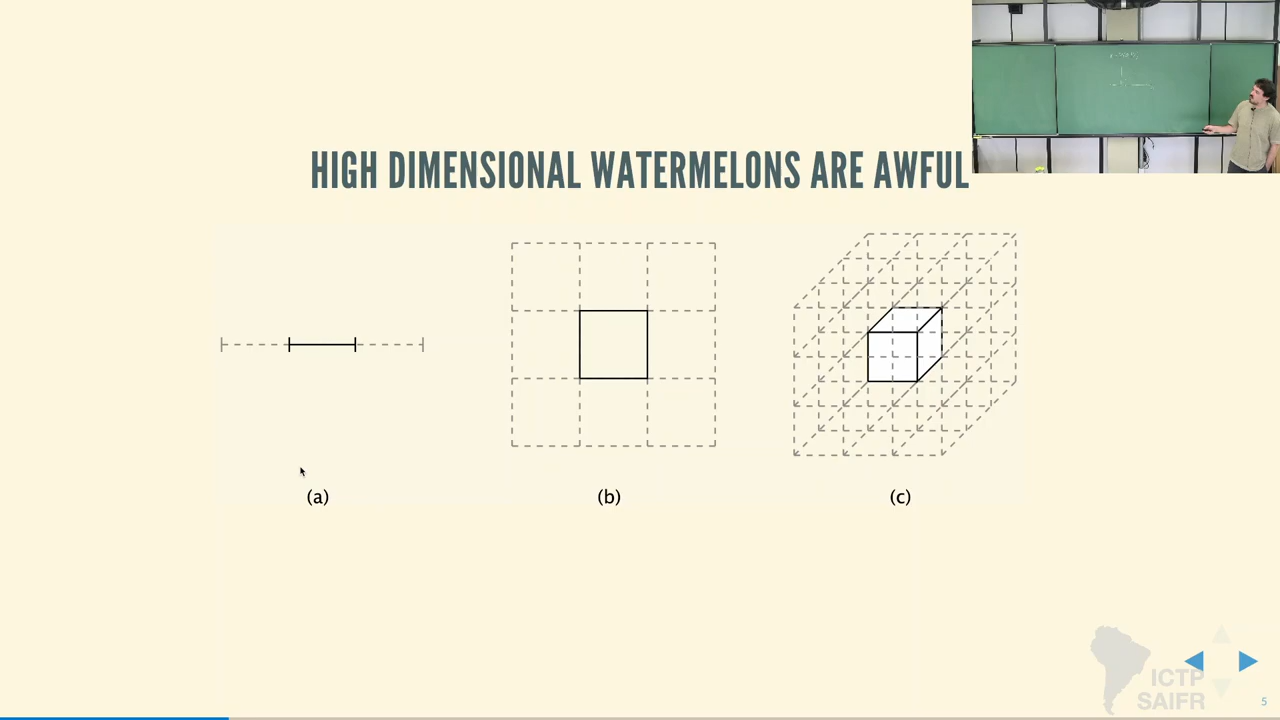 HIGH DIMENSIONAL WATERMELONS ARE AWFUL
(a)
(b)
(c)
ICTP
SAIFR
5